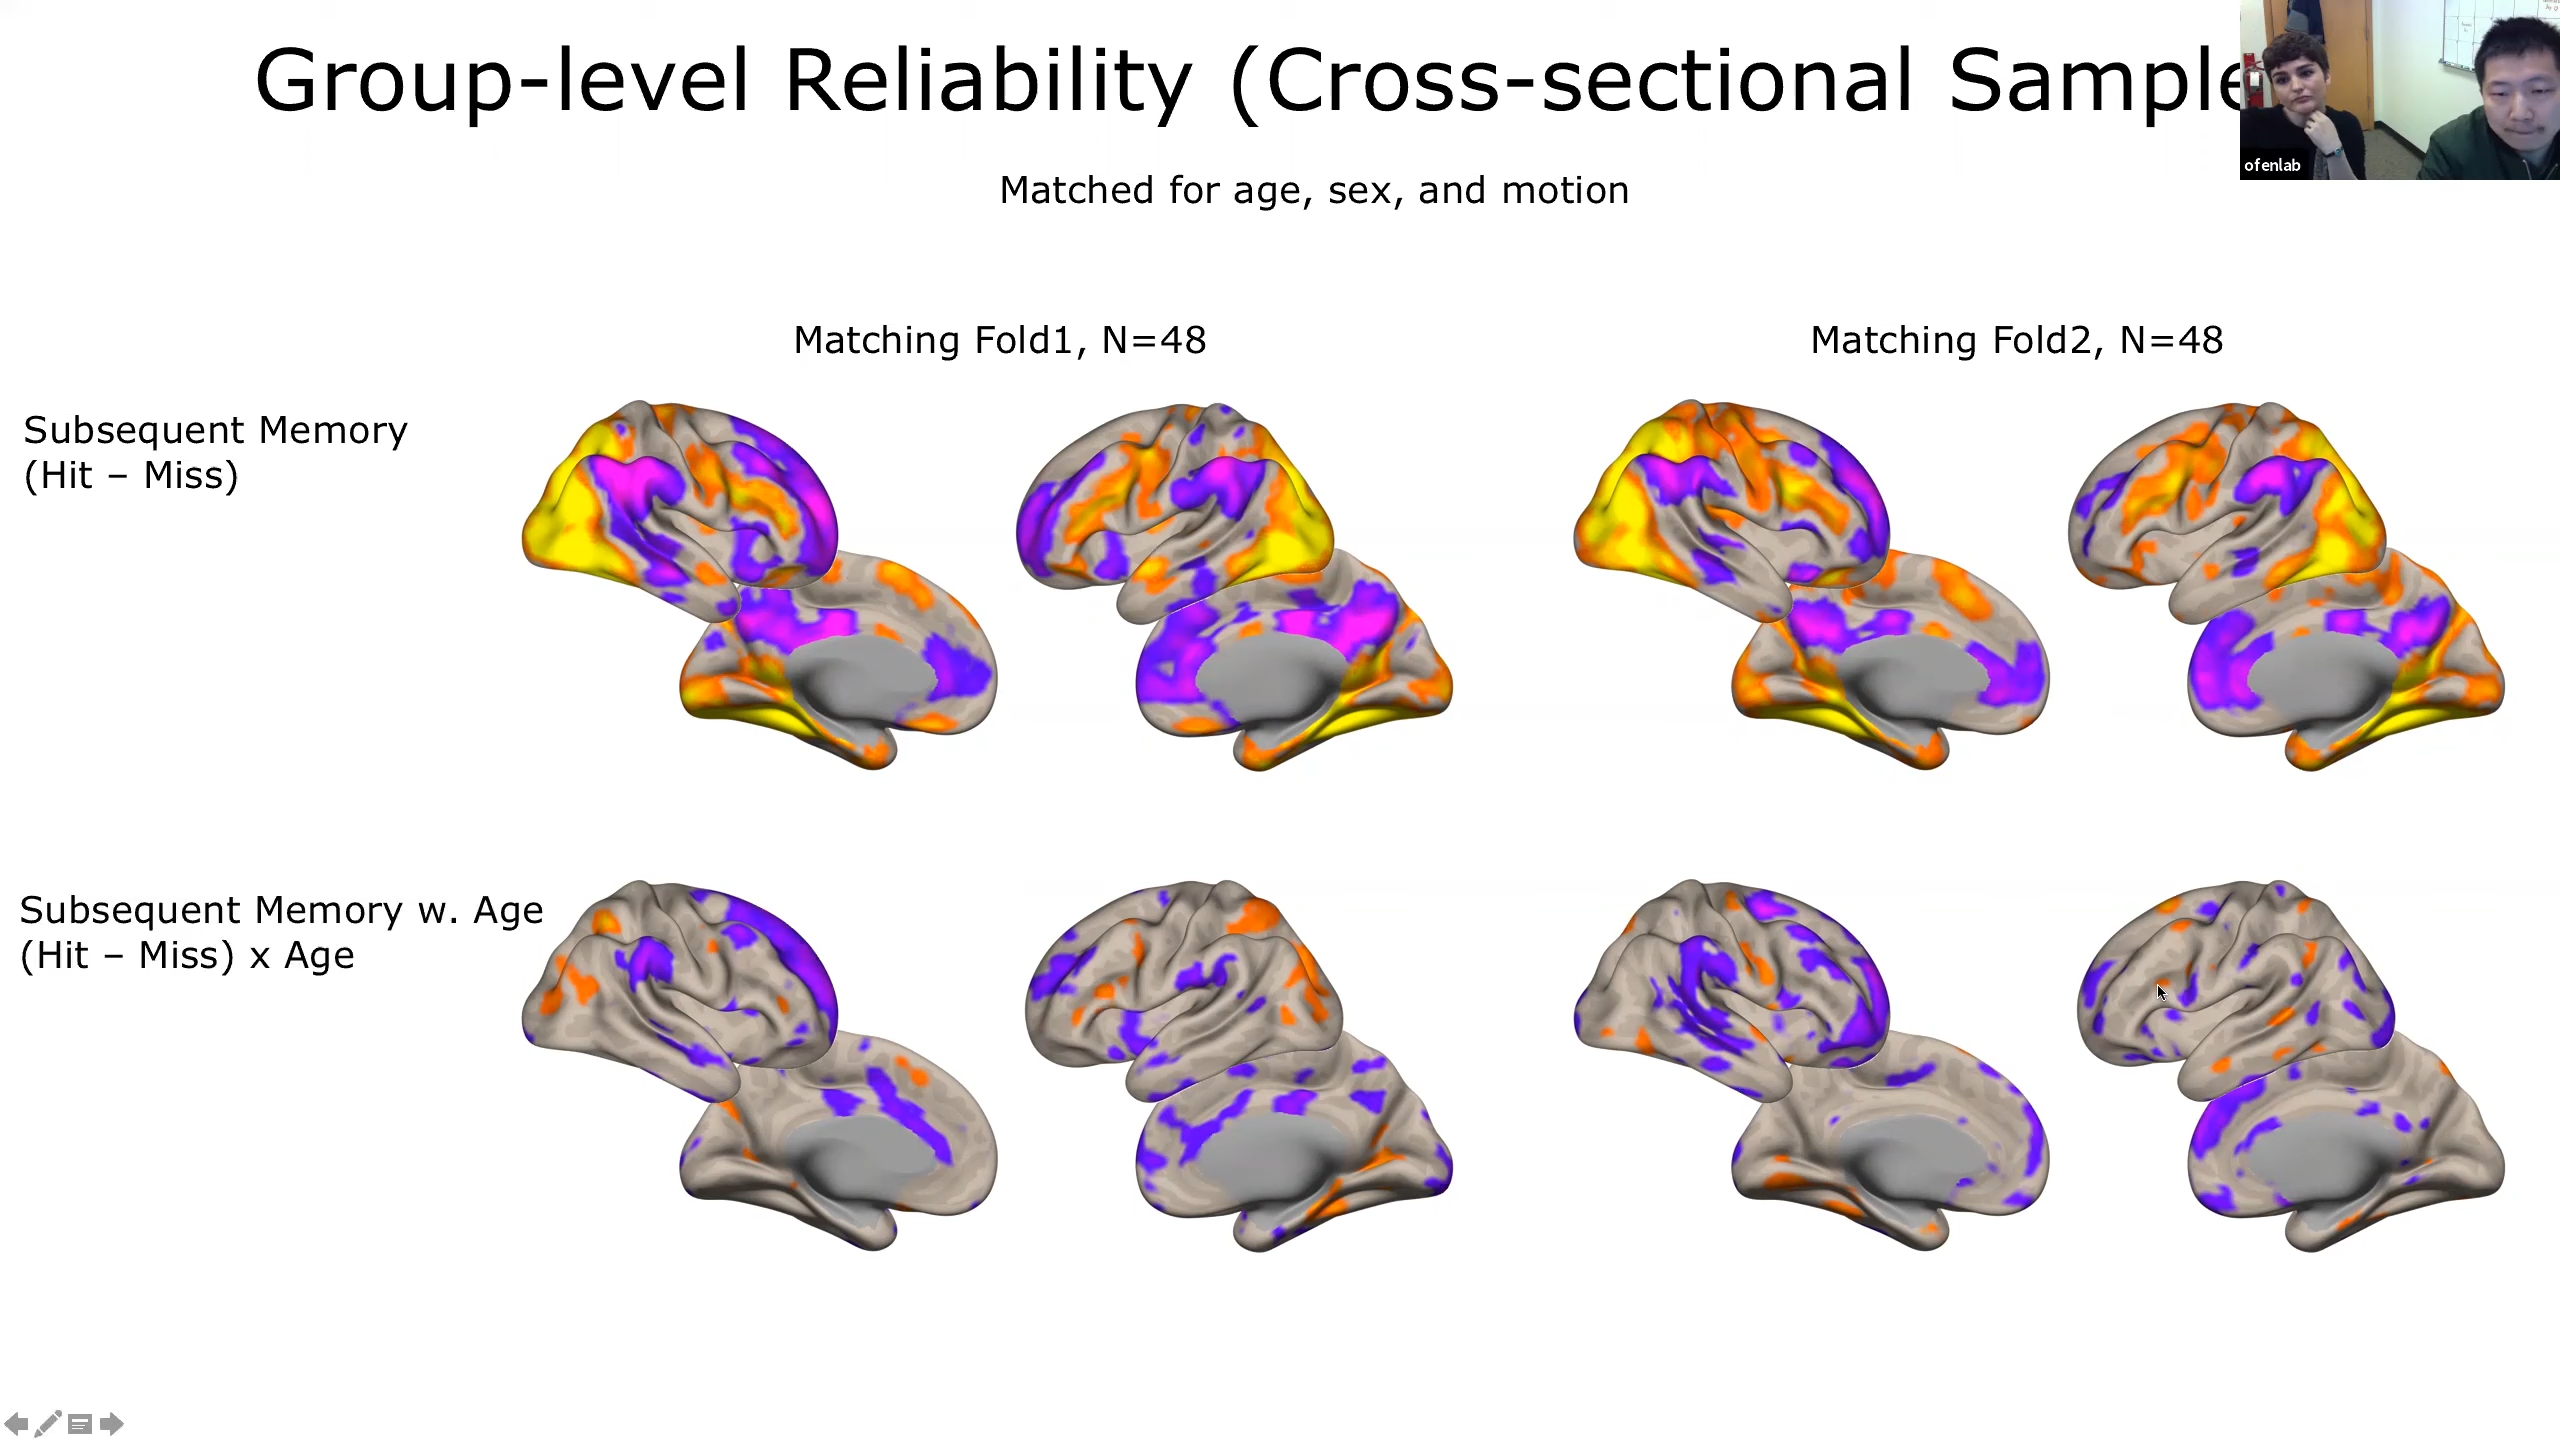 Group-level Reliability (Cross-sectional Sample
ofenlab
Matched for age, sex, and motion
Matching Fold1, N=48
Matching Fold2, N=48
Subsequent Memory
(Hit – Miss)
Subsequent Memory w. Age
(Hit – Miss) x Age